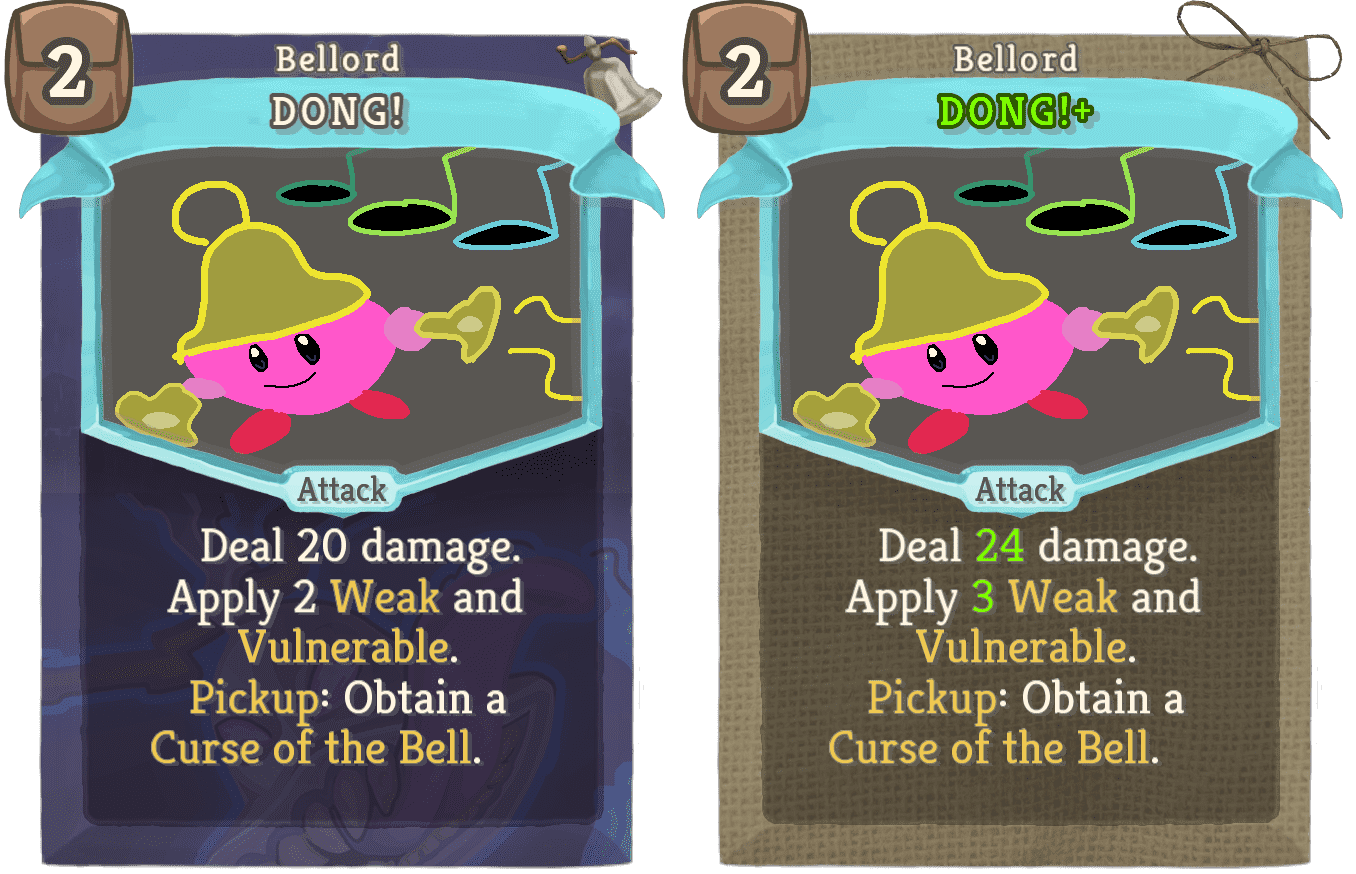 2
Bellord
DONG!
Attack
Deal 20 damage.
Apply 2 Weak and
Vulnerable.
Pickup: Obtain a
Curse of the Bell.
2
Bellord
DONG!+
Attack
Deal 24 damage.
Apply 3 Weak and
Vulnerable.
Pickup: Obtain a
Curse of the Bell.